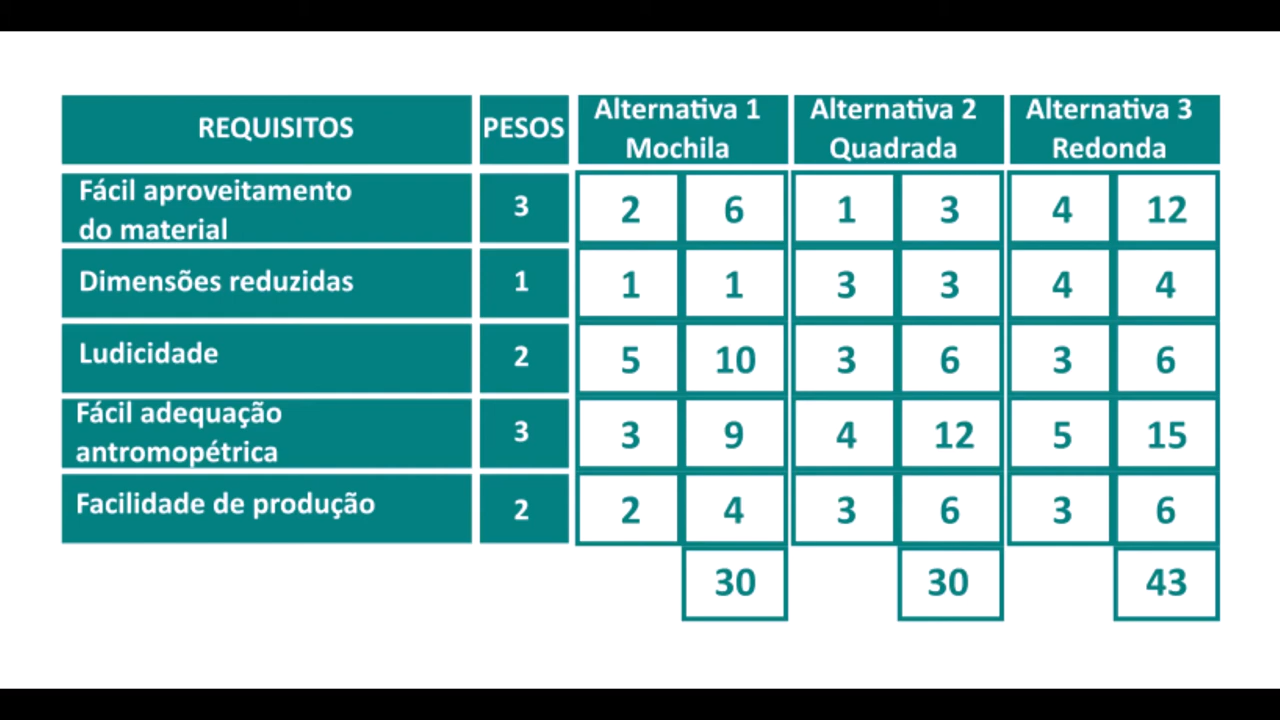 REQUISITOS PESOS Alternativa 1 Alternativa 2 Alternativa 3
Mochila Quadrada Redonda
Fácil aproveitamento
do material 3 2 6 1 3 4 12
Dimensões reduzidas 1 1 1 3 3 4 4
Ludicidade 2 5 10 3 6 3 6
Fácil adequação
antromopétrica 3 3 9 4 12 5 15
Facilidade de produção 2 2 4 3 6 3 6
30 30 43